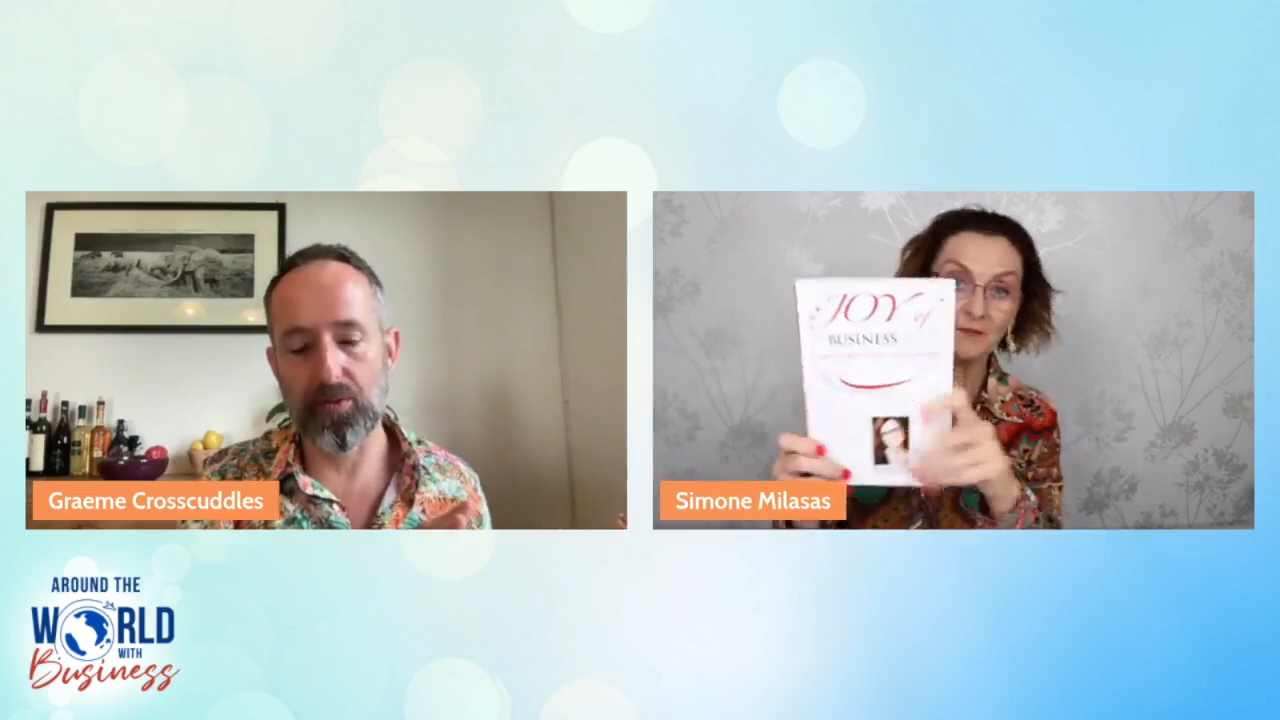 JOY of
BUSINESS
Graeme Crosscuddles
Simone Milasas
AROUND THE
WORLD
WITH
Business